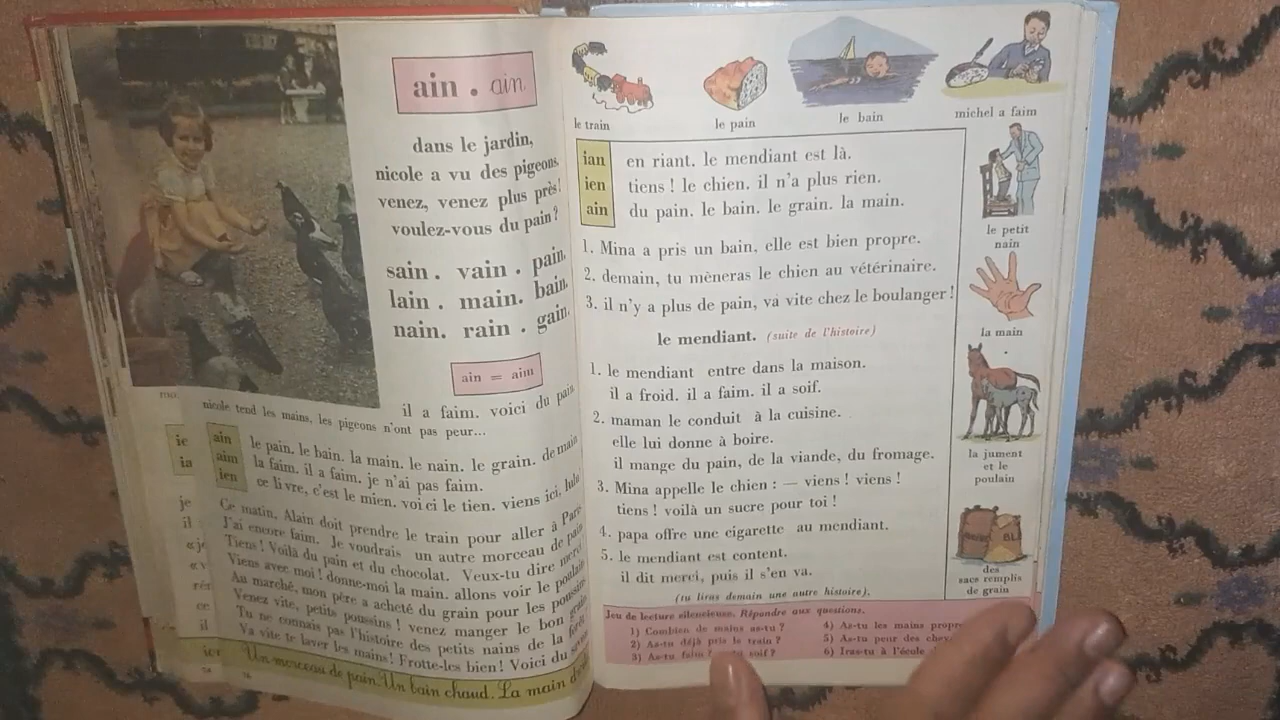 ain . ain
dans le jardin,
nicole a vu des pigeons.
venez, venez plus près!
voulez-vous du pain?
sain . vain . pain.
lain . main. bain.
nain. rain . gain.
ain = aim
il a faim. voici du pain
nicole tend les mains, les pigeons n'ont pas peur...
mo.
ie
ia
je
il
ce
il
ier
ain
aim
ien
le pain. le bain. la main. le nain. le grain. demain
la faim. il a faim. je n'ai pas faim.
ce livre, c'est le mien. voici le tien. viens ici, lulu
Ce matin, Alain doit prendre le train pour aller à Paris
J'ai encore faim. Je voudrais un autre morceau de pain
Tiens! Voilà du pain et du chocolat. Veux-tu dire merci
Viens avec moi! donne-moi la main. allons voir le poulain
Au marché, mon père a acheté du grain pour les poussins
Venez vite, petits poussins! venez manger le bon grain
Tu ne connais pas l'histoire des petits nains de la forêt
Va vite te laver les mains! Frotte-les bien! Voici du
Un morceau de pain. Un bain chaud. La main
le train
le pain
le bain
michel a faim
ian
ien
ain
en riant. le mendiant est là.
tiens ! le chien. il n'a plus rien.
du pain. le bain. le grain. la main.
1. Mina a pris un bain, elle est bien propre.
2. demain, tu mèneras le chien au vétérinaire.
3. il n'y a plus de pain, va vite chez le boulanger !
le mendiant. (suite de l'histoire)
1. le mendiant entre dans la maison.
il a froid. il a faim. il a soif.
2. maman le conduit à la cuisine.
elle lui donne à boire.
il mange du pain, de la viande, du fromage.
3. Mina appelle le chien : — viens ! viens !
tiens ! voilà un sucre pour toi !
4. papa offre une cigarette au mendiant.
5. le mendiant est content.
il dit merci, puis il s'en va.
(tu liras demain une autre histoire).
le petit
nain
la main
la jument
et le
poulain
BL
des
sacs remplis
de grain
Jeu de lecture silencieuse. Répondre aux questions.
1) Combien de mains as-tu ?
2) As-tu déjà pris le train ?
3) As-tu faim ? soif ?
4) As-tu les mains propr
5) As-tu peur des
6) Iras-tu à l'école